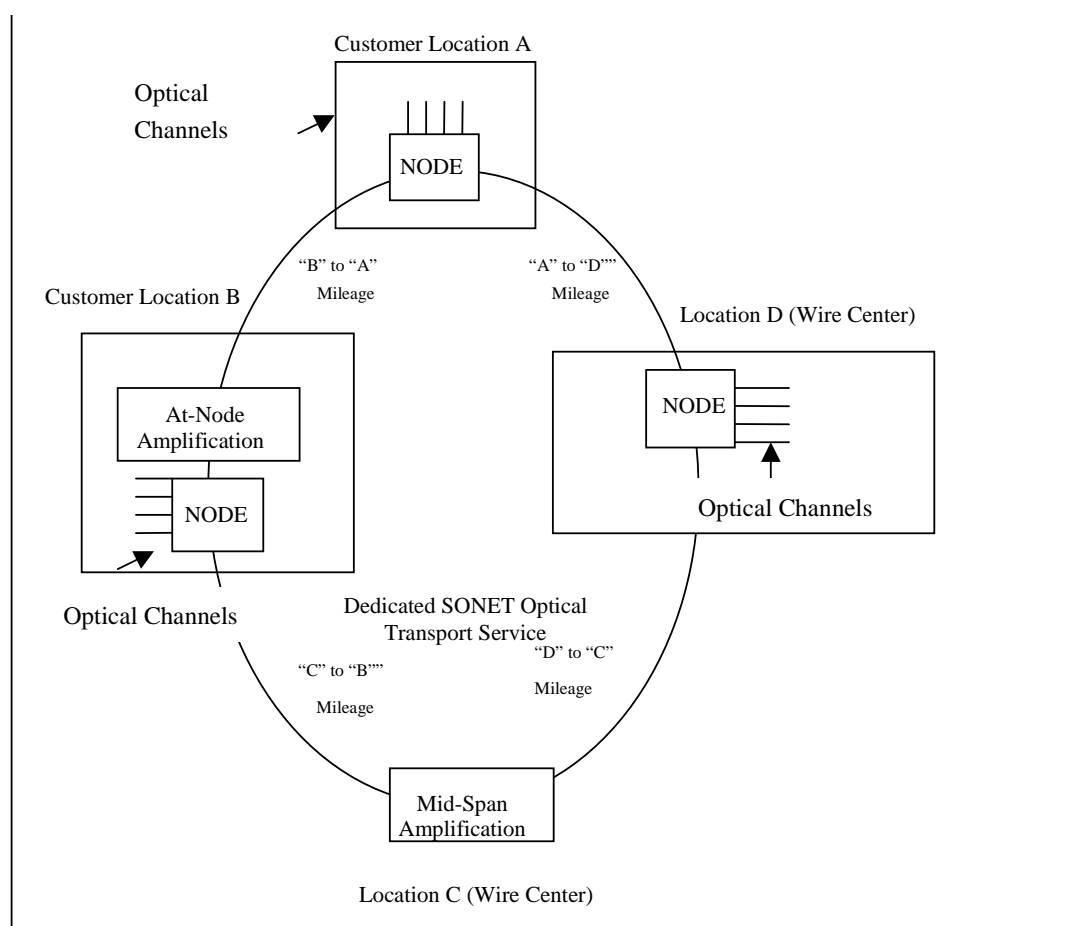 Customer Location A
Optical
Channels
NODE
“B” to “A”
Mileage
“A” to “D””
Mileage
Customer Location B
Location D (Wire Center)
At-Node
Amplification
NODE
NODE
Optical Channels
Optical Channels
Dedicated SONET Optical
Transport Service
“D” to “C”
Mileage
“C” to “B””
Mileage
Mid-Span
Amplification
Location C (Wire Center)